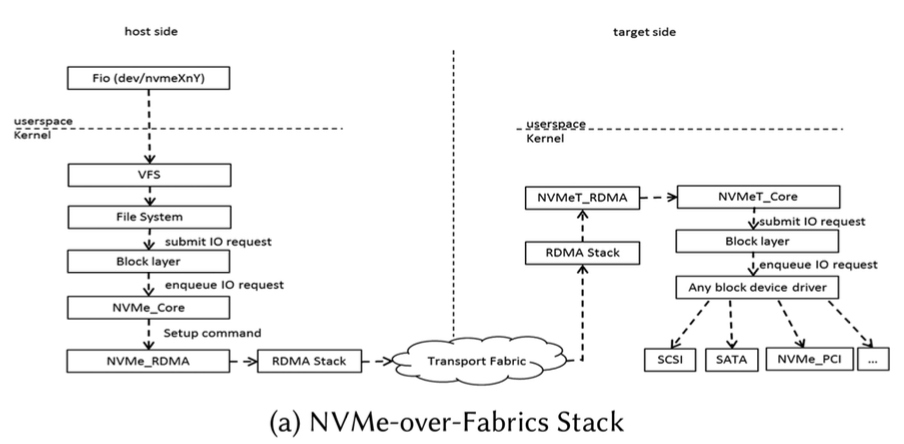 host side
target side
Fio (dev/nvmeXnY)
userspace
Kernel
VFS
File System
submit IO request
Block layer
enqueue IO request
NVMe_Core
Setup command
NVMe_RDMA
RDMA Stack
Transport Fabric
userspace
Kernel
NVMeT_RDMA
NVMeT_Core
submit IO request
RDMA Stack
Block layer
enqueue IO request
Any block device driver
SCSI
SATA
NVMe_PCI
...
(a) NVMe-over-Fabrics Stack